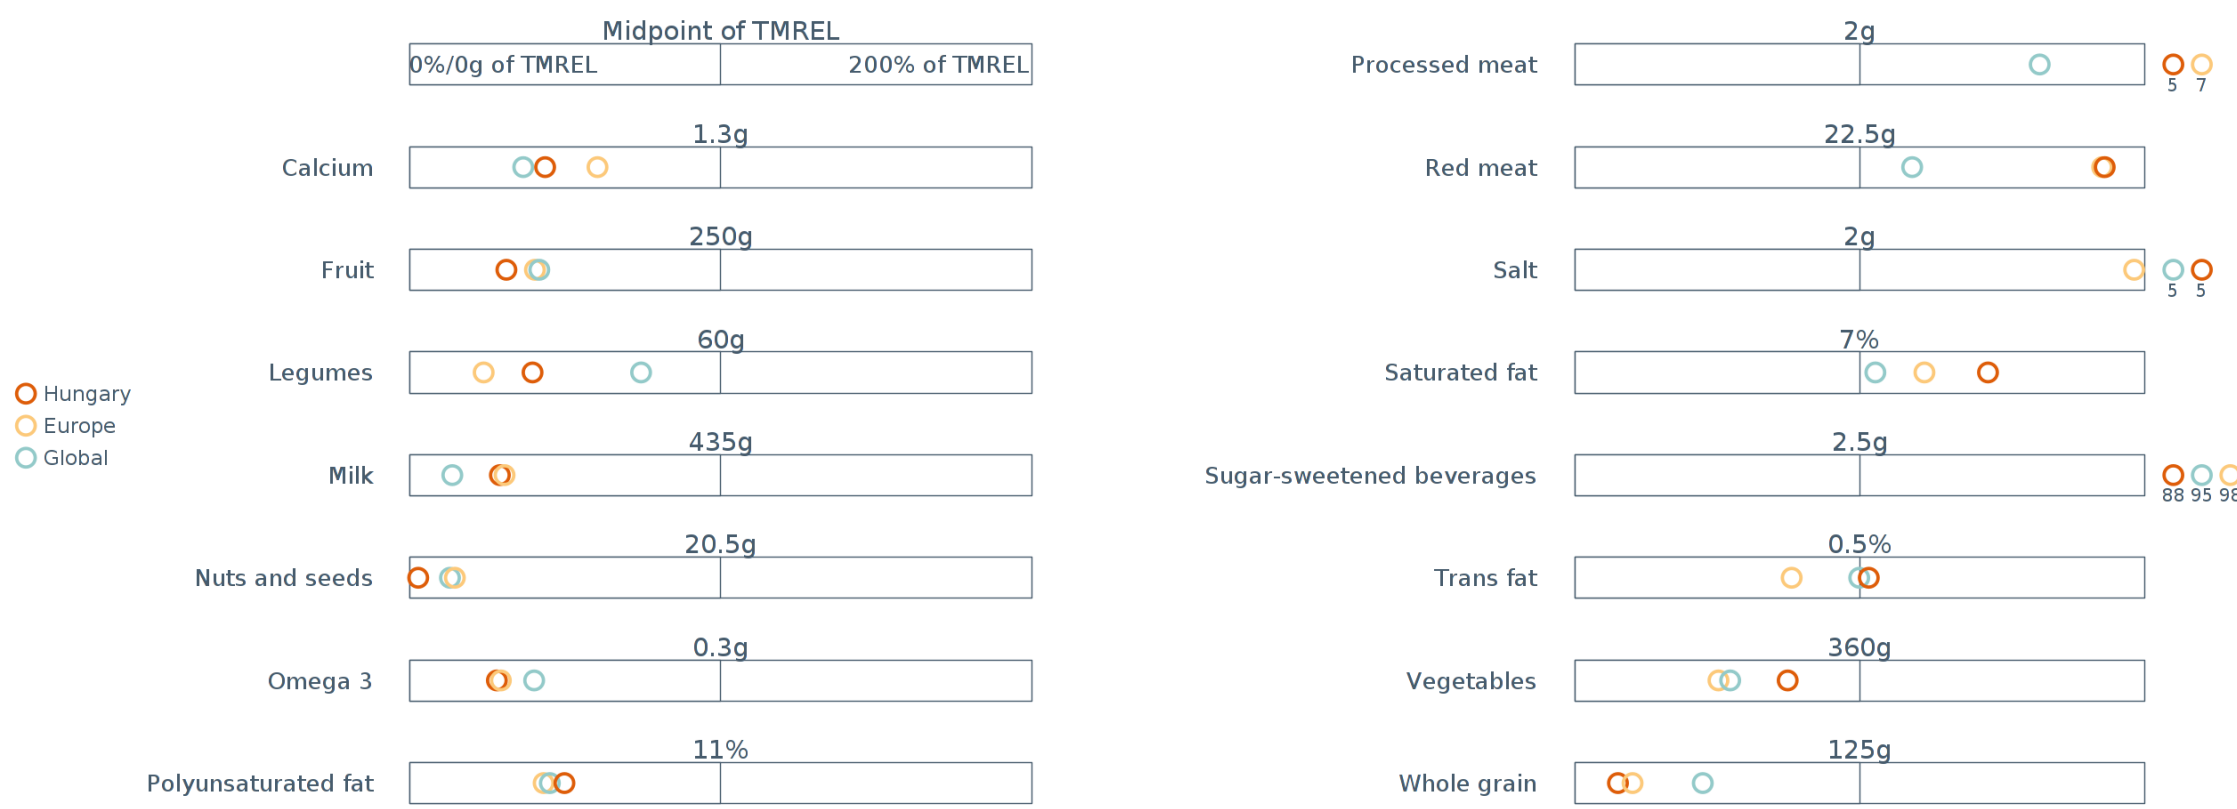 Midpoint of TMREL
0%/0g of TMREL 200% of TMREL
Calcium 1.3g
Fruit 250g
Legumes 60g
Milk 435g
Nuts and seeds 20.5g
Omega 3 0.3g
Polyunsaturated fat 11%
Hungary
Europe
Global
Processed meat 2g
5 7
Red meat 22.5g
Salt 2g
5 5
Saturated fat 7%
Sugar-sweetened beverages 2.5g
88 95 98
Trans fat 0.5%
Vegetables 360g
Whole grain 125g